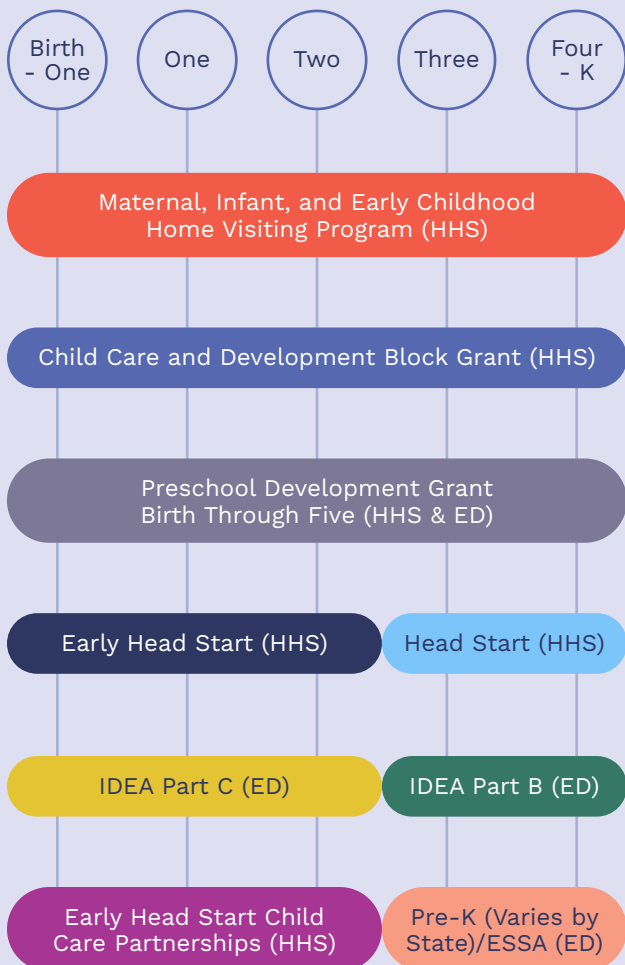 Birth
- One
One
Two
Three
Four
- K
Maternal, Infant, and Early Childhood
Home Visiting Program (HHS)
Child Care and Development Block Grant (HHS)
Preschool Development Grant
Birth Through Five (HHS & ED)
Early Head Start (HHS)
Head Start (HHS)
IDEA Part C (ED)
IDEA Part B (ED)
Early Head Start Child
Care Partnerships (HHS)
Pre-K (Varies by
State)/ESSA (ED)